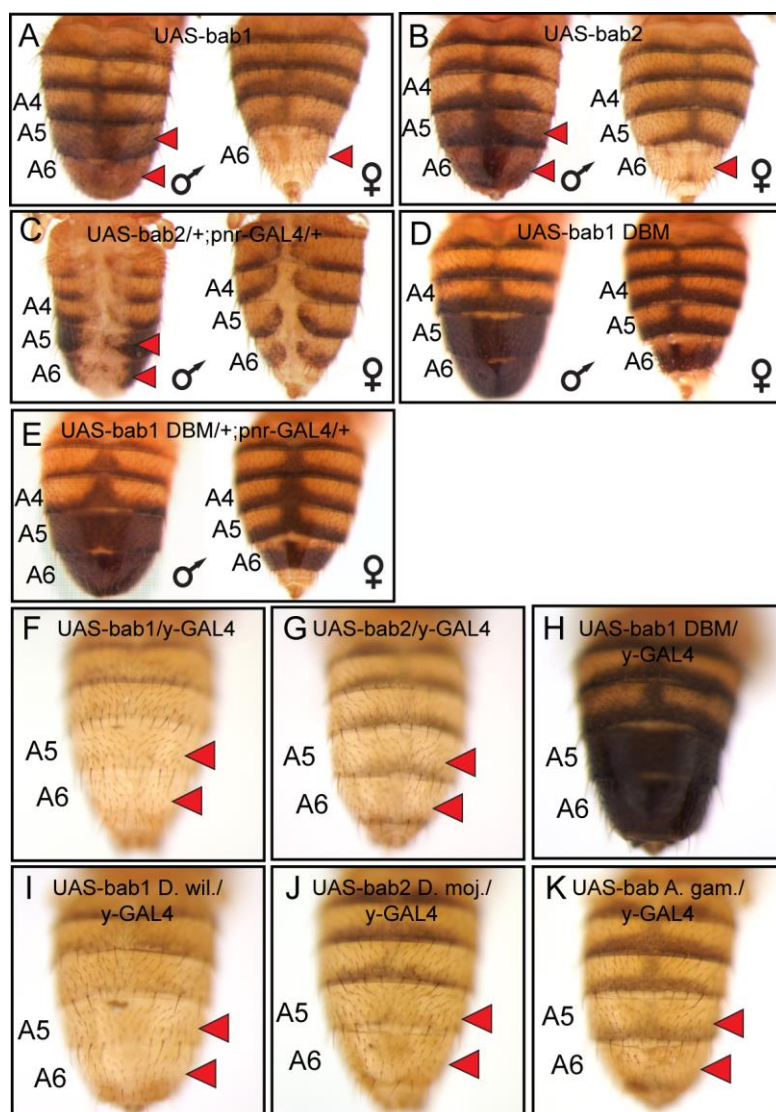 A UAS-bab1
A4
A5
A6
♂
A6
♀
B UAS-bab2
A4
A5
A6
♂
A4
A5
A6
♀
C UAS-bab2/+;pnr-GAL4/+
A4
A5
A6
♂
A4
A5
A6
♀
D UAS-bab1 DBM
A4
A5
A6
♂
A4
A5
A6
♀
E UAS-bab1 DBM/+;pnr-GAL4/+
A4
A5
A6
♂
A4
A5
A6
♀
F UAS-bab1/y-GAL4
A5
A6
G UAS-bab2/y-GAL4
A5
A6
H UAS-bab1 DBM/
y-GAL4
A5
A6
I UAS-bab1 D. wil./
y-GAL4
A5
A6
J UAS-bab2 D. moj./
y-GAL4
A5
A6
K UAS-bab A. gam./
y-GAL4
A5
A6